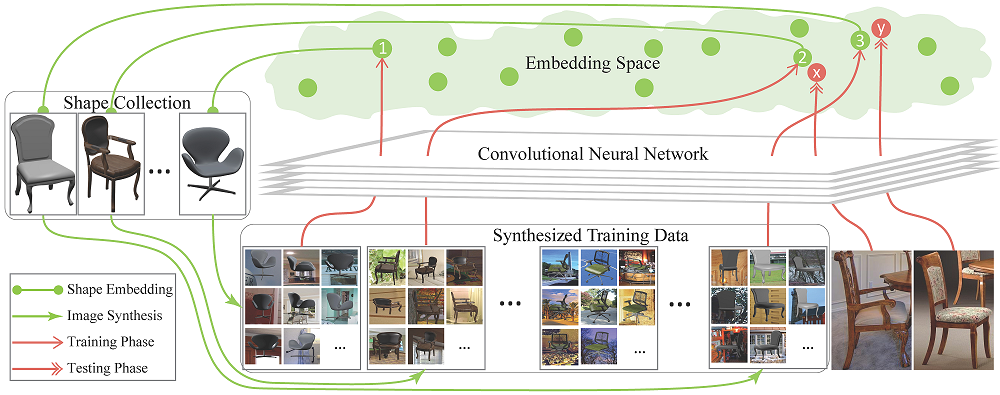 1
2
3
x
y
Embedding Space
Shape Collection
...
Convolutional Neural Network
Synthesized Training Data
...
...
...
...
...
...
Shape Embedding
Image Synthesis
Training Phase
Testing Phase